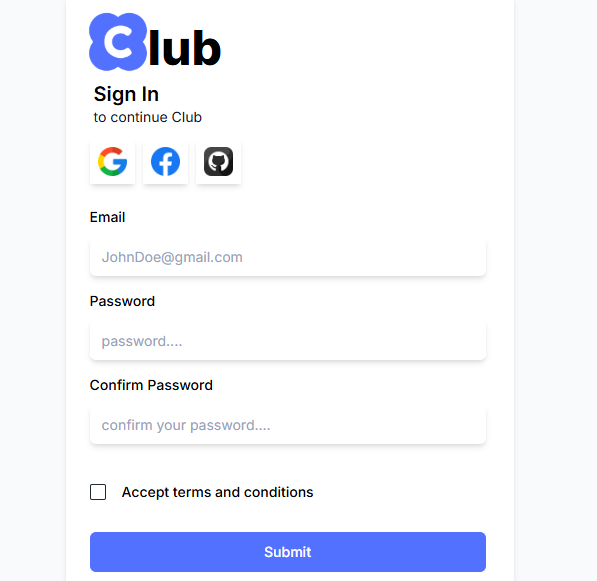 Club
Sign In
to continue Club
Email
JohnDoe@gmail.com
Password
password....
Confirm Password
confirm your password....
Accept terms and conditions
Submit